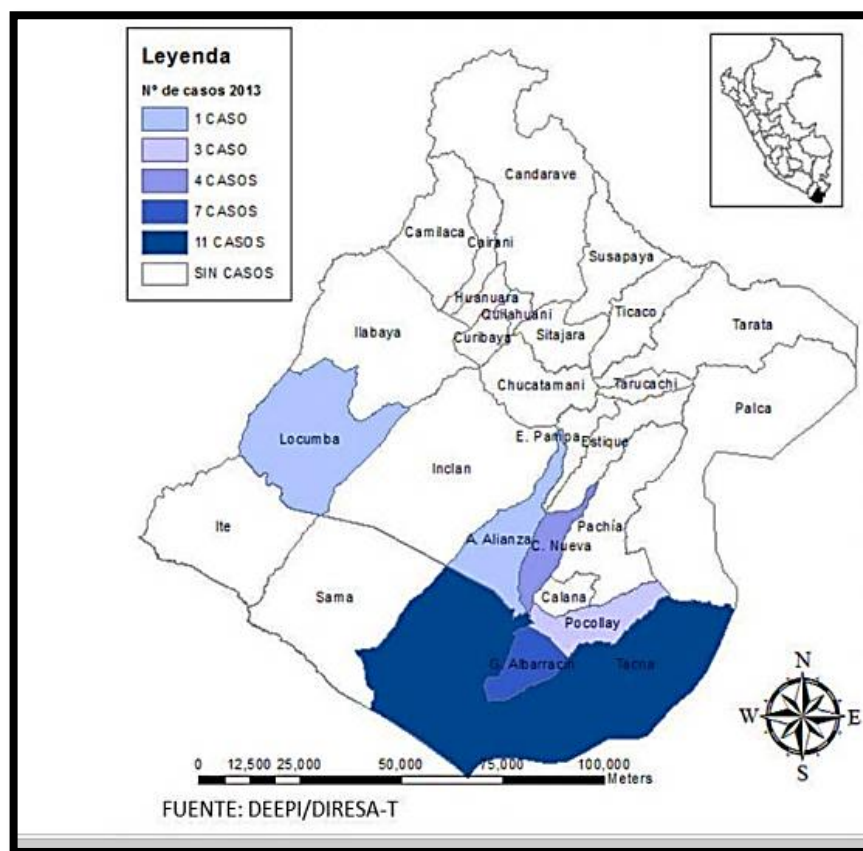 Leyenda
N° de casos 2013
1 CASO
3 CASO
4 CASOS
7 CASOS
11 CASOS
SIN CASOS
Candarave
Camilaca
Cairani
Susapaya
Huanuara
Quilahuani
Ticaco
Ilabaya
Curibaya
Sitajara
Tarata
Chucatamani
Tarucachi
Palca
Locumba
E. Pampa
Estique
Inclan
Ite
A. Alianza
C. Nueva
Pachía
Sama
Calana
Pocollay
G. Albarracin
Tacna
N
W
E
S
0 12,500 25,000 50,000 75,000 100,000
Meters
FUENTE: DEEPI/DIRESA-T